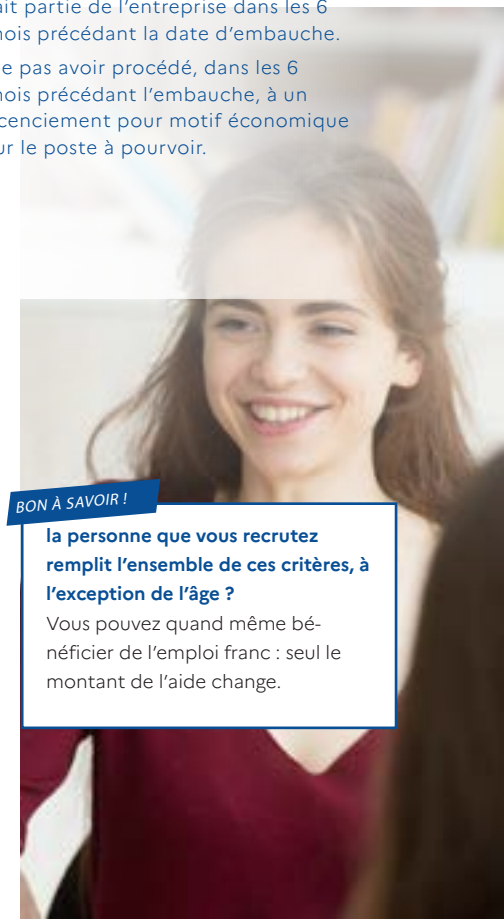 ait partie de l'entreprise dans les 6
mois précédant la date d'embauche.
e pas avoir procédé, dans les 6
mois précédant l'embauche, à un
cenciement pour motif économique
ur le poste à pourvoir.
BON À SAVOIR !
la personne que vous recrutez
remplit l'ensemble de ces critères, à
l'exception de l'âge ?
Vous pouvez quand même bé-
néficier de l'emploi franc : seul le
montant de l'aide change.